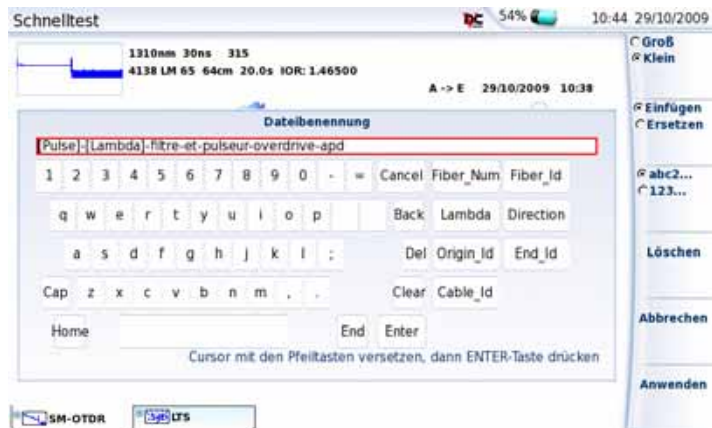 Schnelltest DC 54% 10:44 29/10/2009
1310nm 30ns 315
4138 LM 65 64cm 20.0s IOR: 1.46500
A -> E 29/10/2009 10:38
Groß
Klein
Einfügen
Ersetzen
abc2...
123...
Löschen
Abbrechen
Anwenden
Dateibenennung
[Pulse]-[Lambda]-filtre-et-pulseur-overdrive-apd
1 2 3 4 5 6 7 8 9 0 - = Cancel Fiber_Num Fiber_Id
q w e r t y u i o p Back Lambda Direction
a s d f g h j k l ; Del Origin_Id End_Id
Cap z x c v b n m , . Clear Cable_Id
Home End Enter
Cursor mit den Pfeiltasten versetzen, dann ENTER-Taste drücken
SM-OTDR LTS